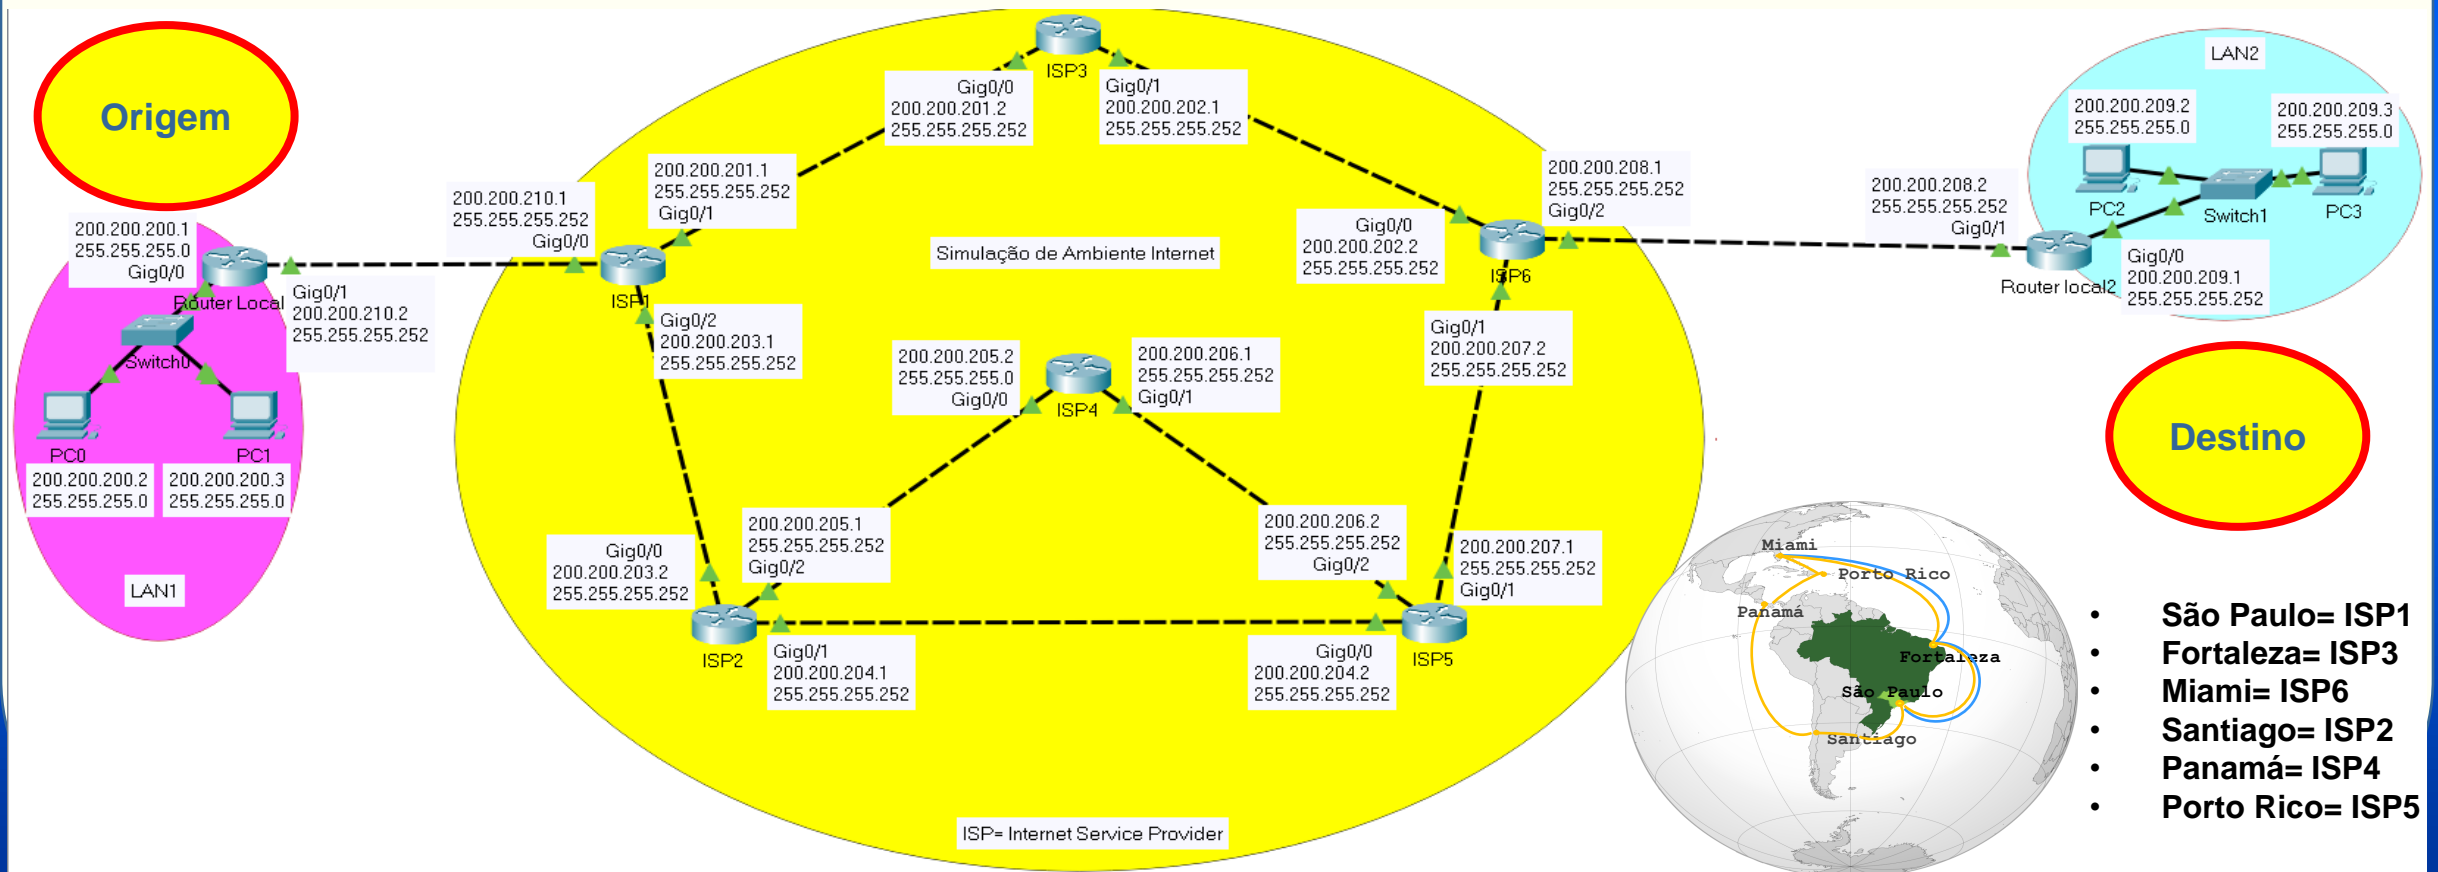 Origem
200.200.200.1
255.255.255.0
Gig0/0
Router Local
Gig0/1
200.200.210.2
255.255.255.252
Switch0
PC0
200.200.200.2
255.255.255.0
PC1
200.200.200.3
255.255.255.0
LAN1
200.200.210.1
255.255.255.252
Gig0/0
200.200.201.1
255.255.255.252
Gig0/1
ISP1
Gig0/2
200.200.203.1
255.255.255.252
ISP3
Gig0/0
200.200.201.2
255.255.255.252
Gig0/1
200.200.202.1
255.255.255.252
Simulação de Ambiente Internet
200.200.205.2
255.255.255.0
Gig0/0
ISP4
200.200.206.1
255.255.255.252
Gig0/1
Gig0/0
200.200.203.2
255.255.255.252
200.200.205.1
255.255.255.252
Gig0/2
ISP2
Gig0/1
200.200.204.1
255.255.255.252
200.200.206.2
255.255.255.252
Gig0/2
200.200.207.1
255.255.255.252
Gig0/1
Gig0/0
200.200.204.2
255.255.255.252
ISP5
ISP= Internet Service Provider
200.200.208.1
255.255.255.252
Gig0/2
Gig0/0
200.200.202.2
255.255.255.252
ISP6
Gig0/1
200.200.207.2
255.255.255.252
200.200.208.2
255.255.255.252
Gig0/1
Router local2
Gig0/0
200.200.209.1
255.255.255.252
LAN2
200.200.209.2
255.255.255.0
PC2
200.200.209.3
255.255.255.0
PC3
Switch1
Destino
Miami
Porto Rico
Panamá
Fortaleza
São Paulo
Santiago
• São Paulo= ISP1
• Fortaleza= ISP3
• Miami= ISP6
• Santiago= ISP2
• Panamá= ISP4
• Porto Rico= ISP5